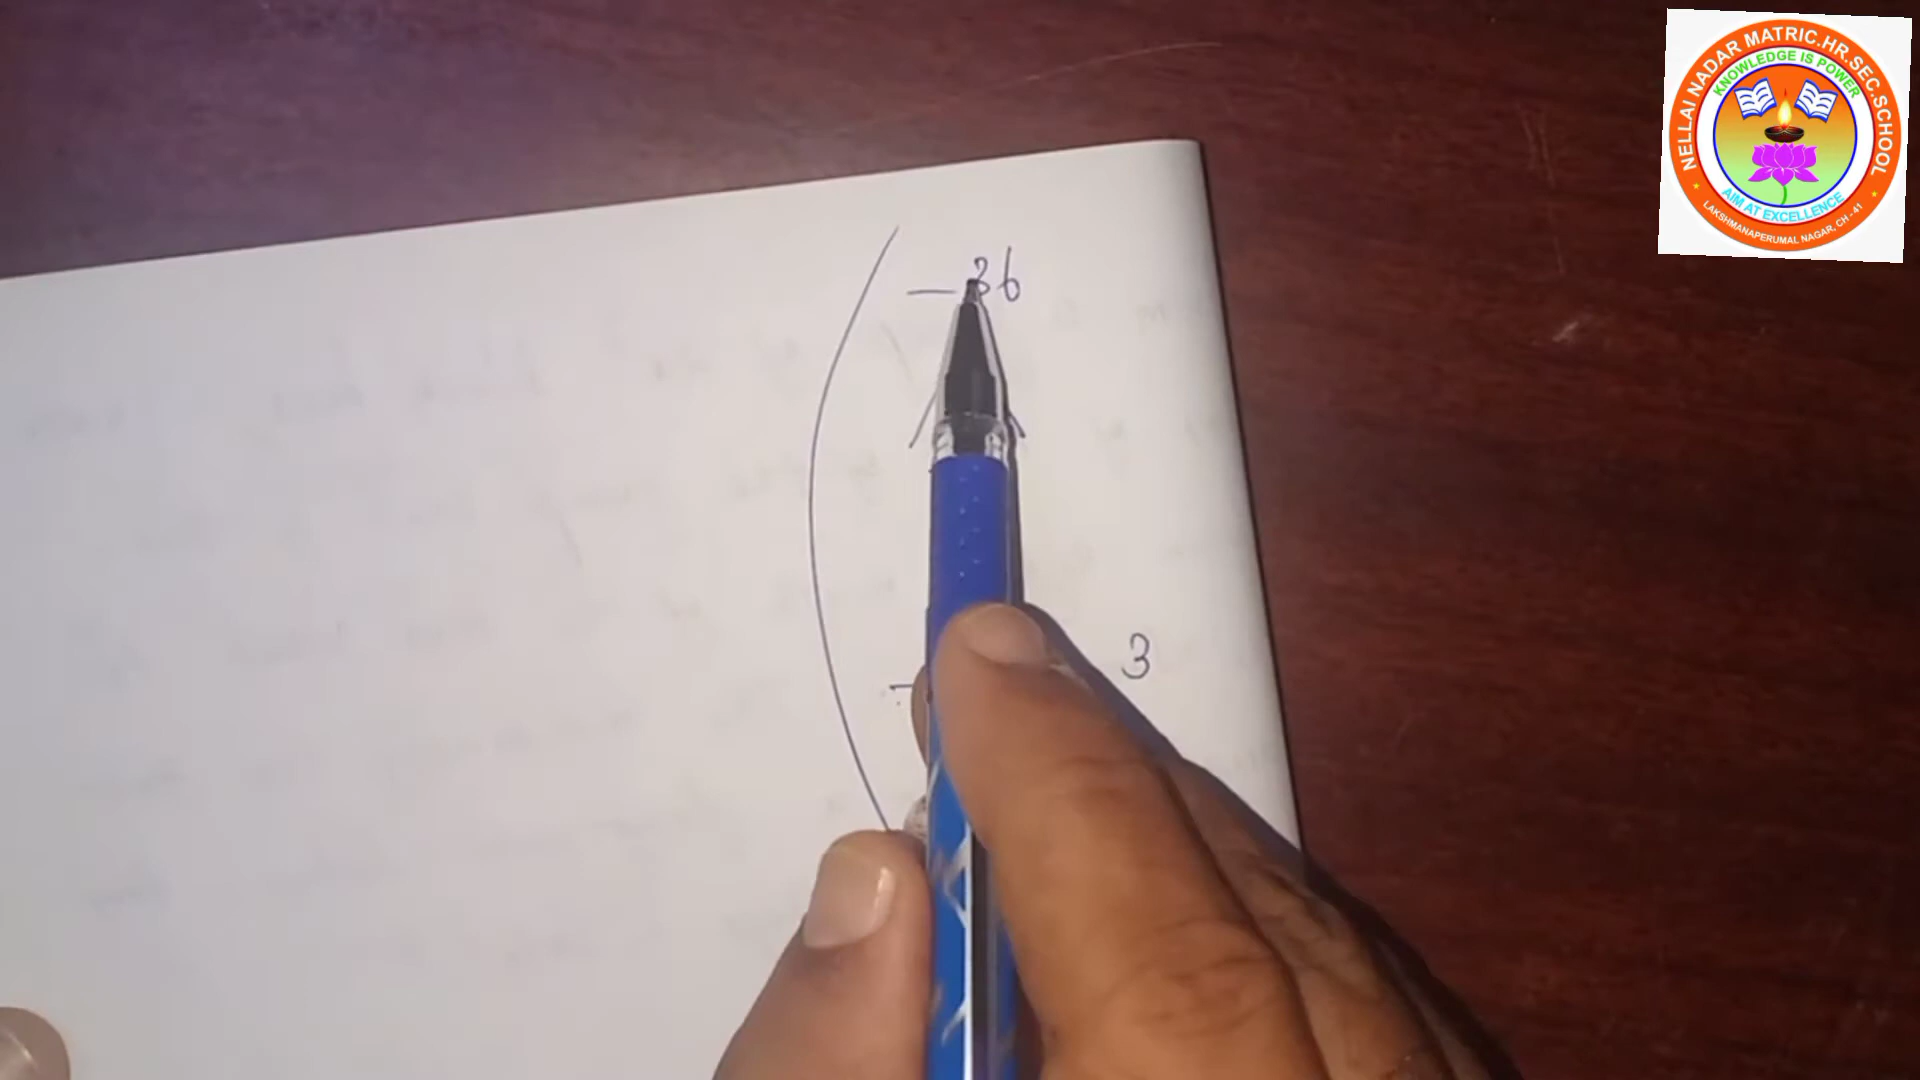 NELLAI NADAR MATRIC.HR.SEC.SCHOOL
KNOWLEDGE IS POWER
AIM AT EXCELLENCE
LAKSHMANAPERUMAL NAGAR, CH - 41
-36
3